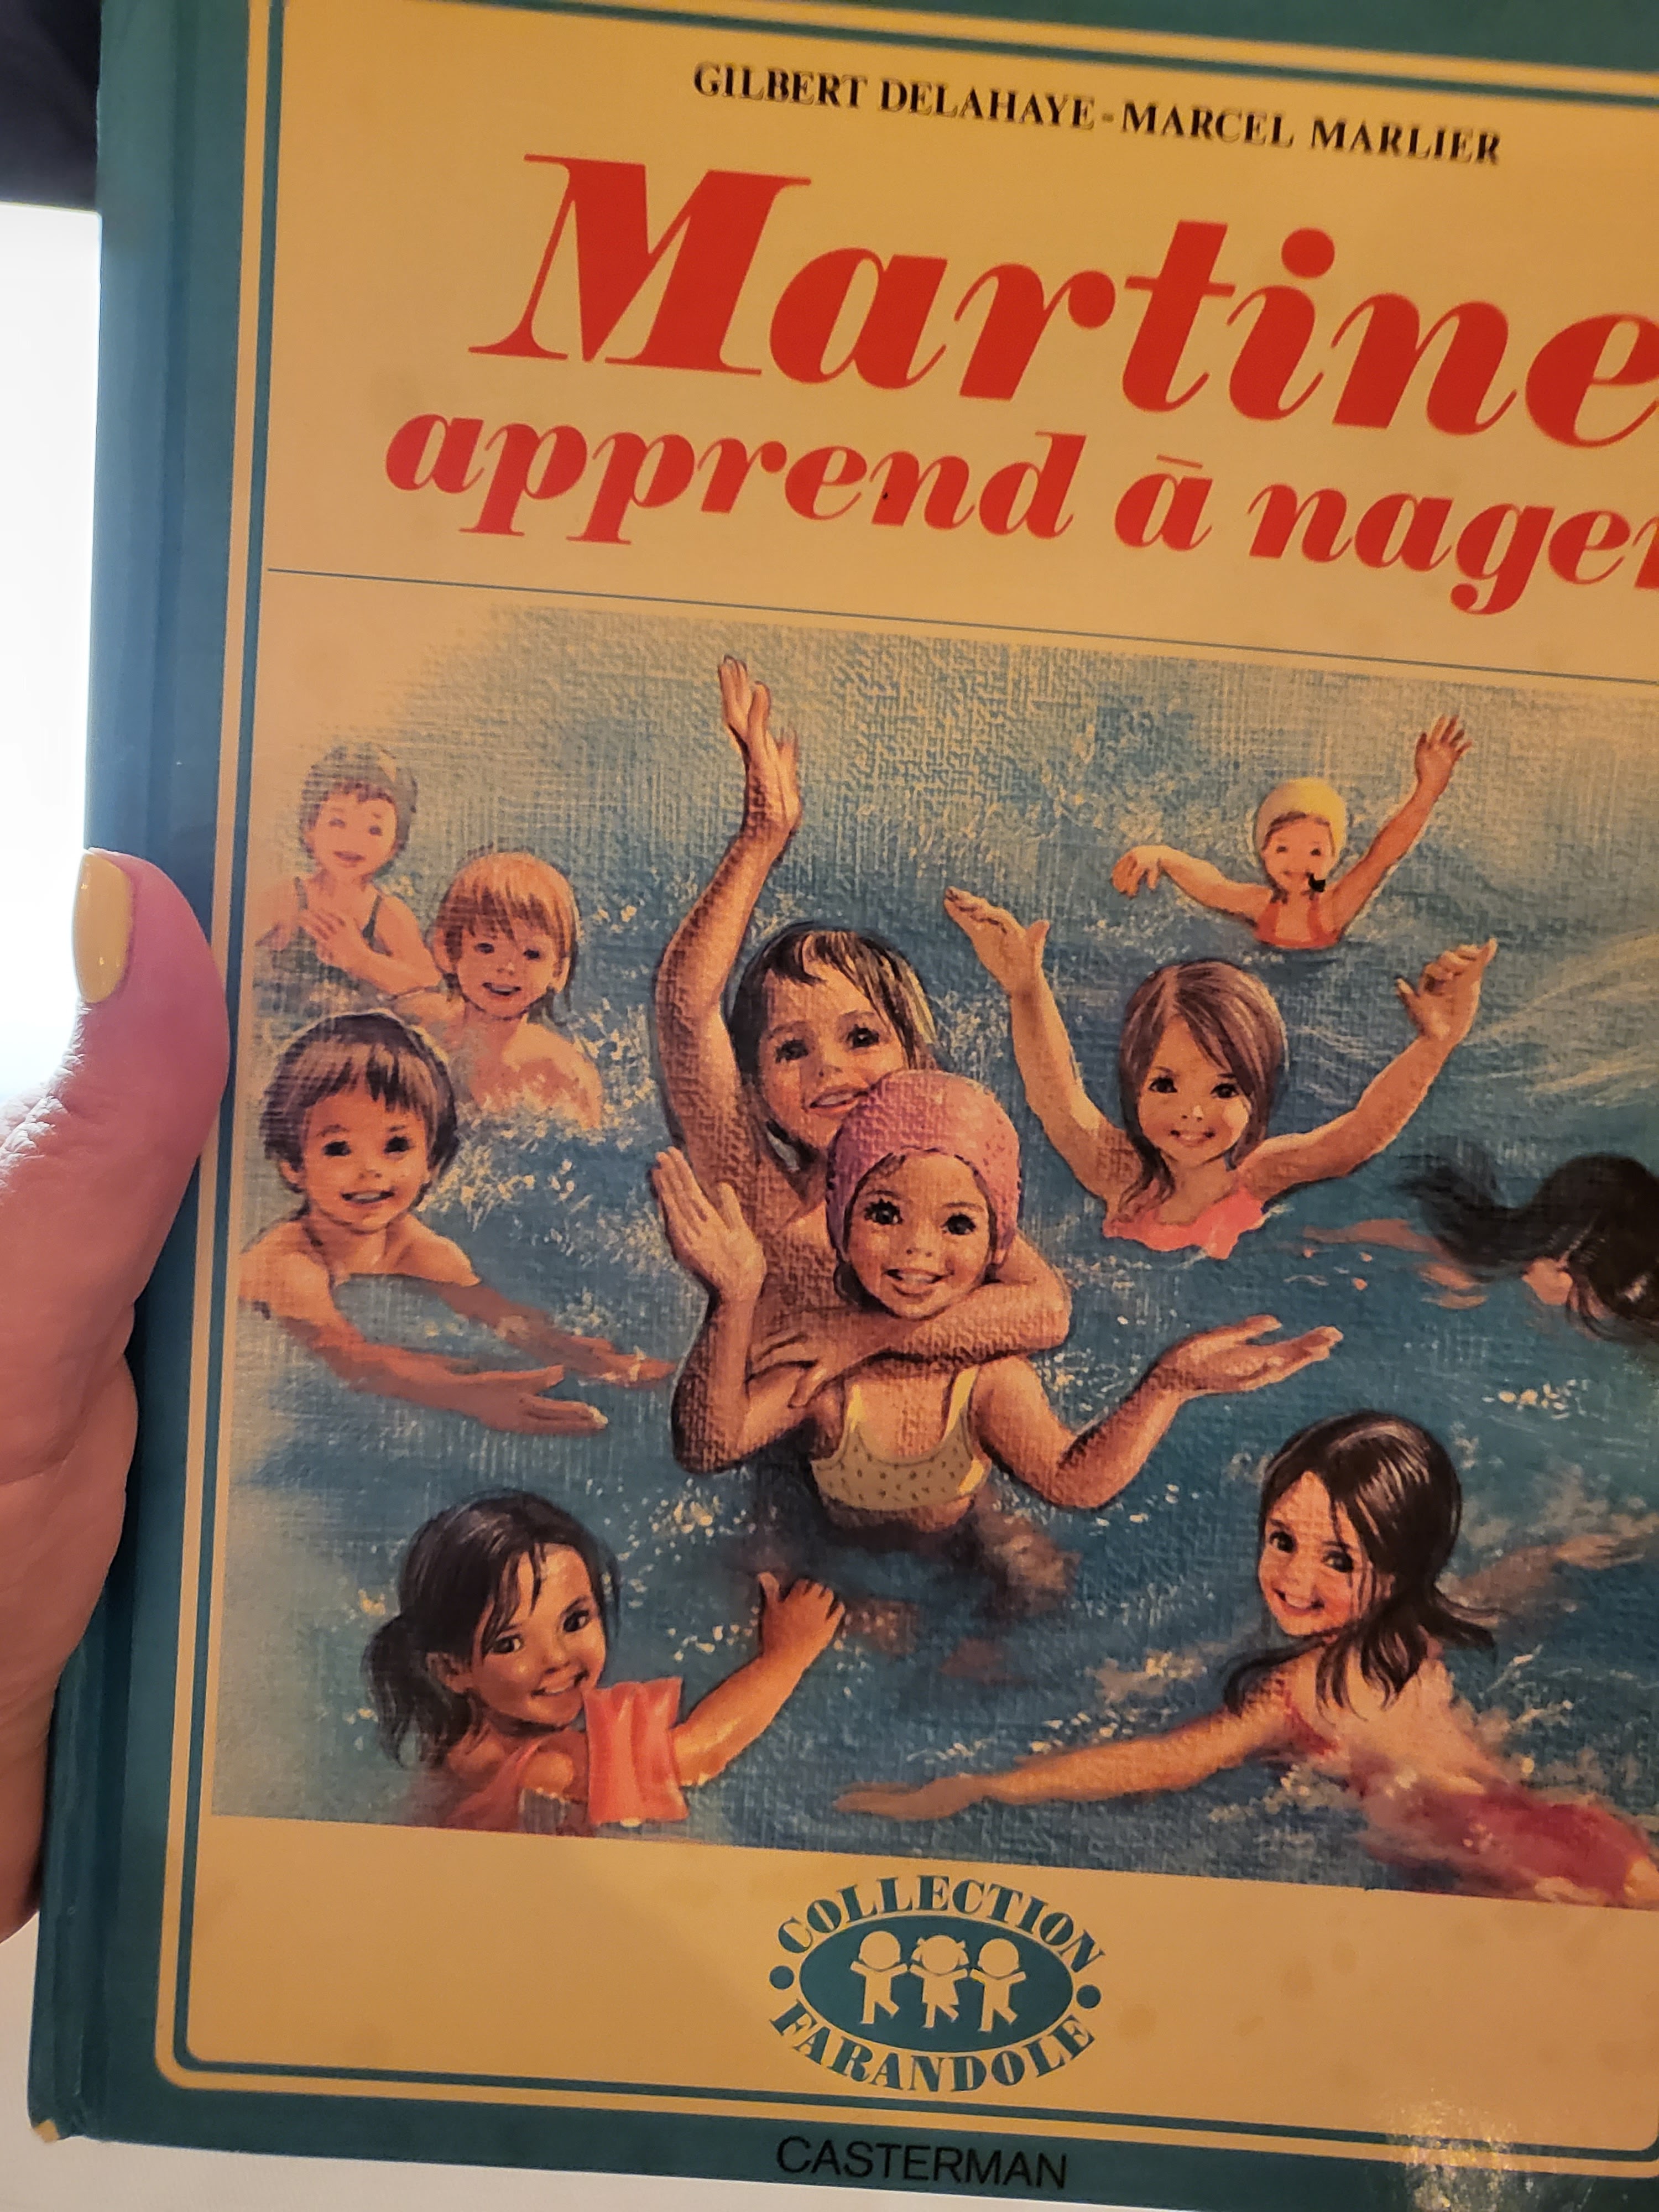 GILBERT DELAHAYE - MARCEL MARLIER
Martine
apprend à nager
COLLECTION
FARANDOLE
CASTERMAN